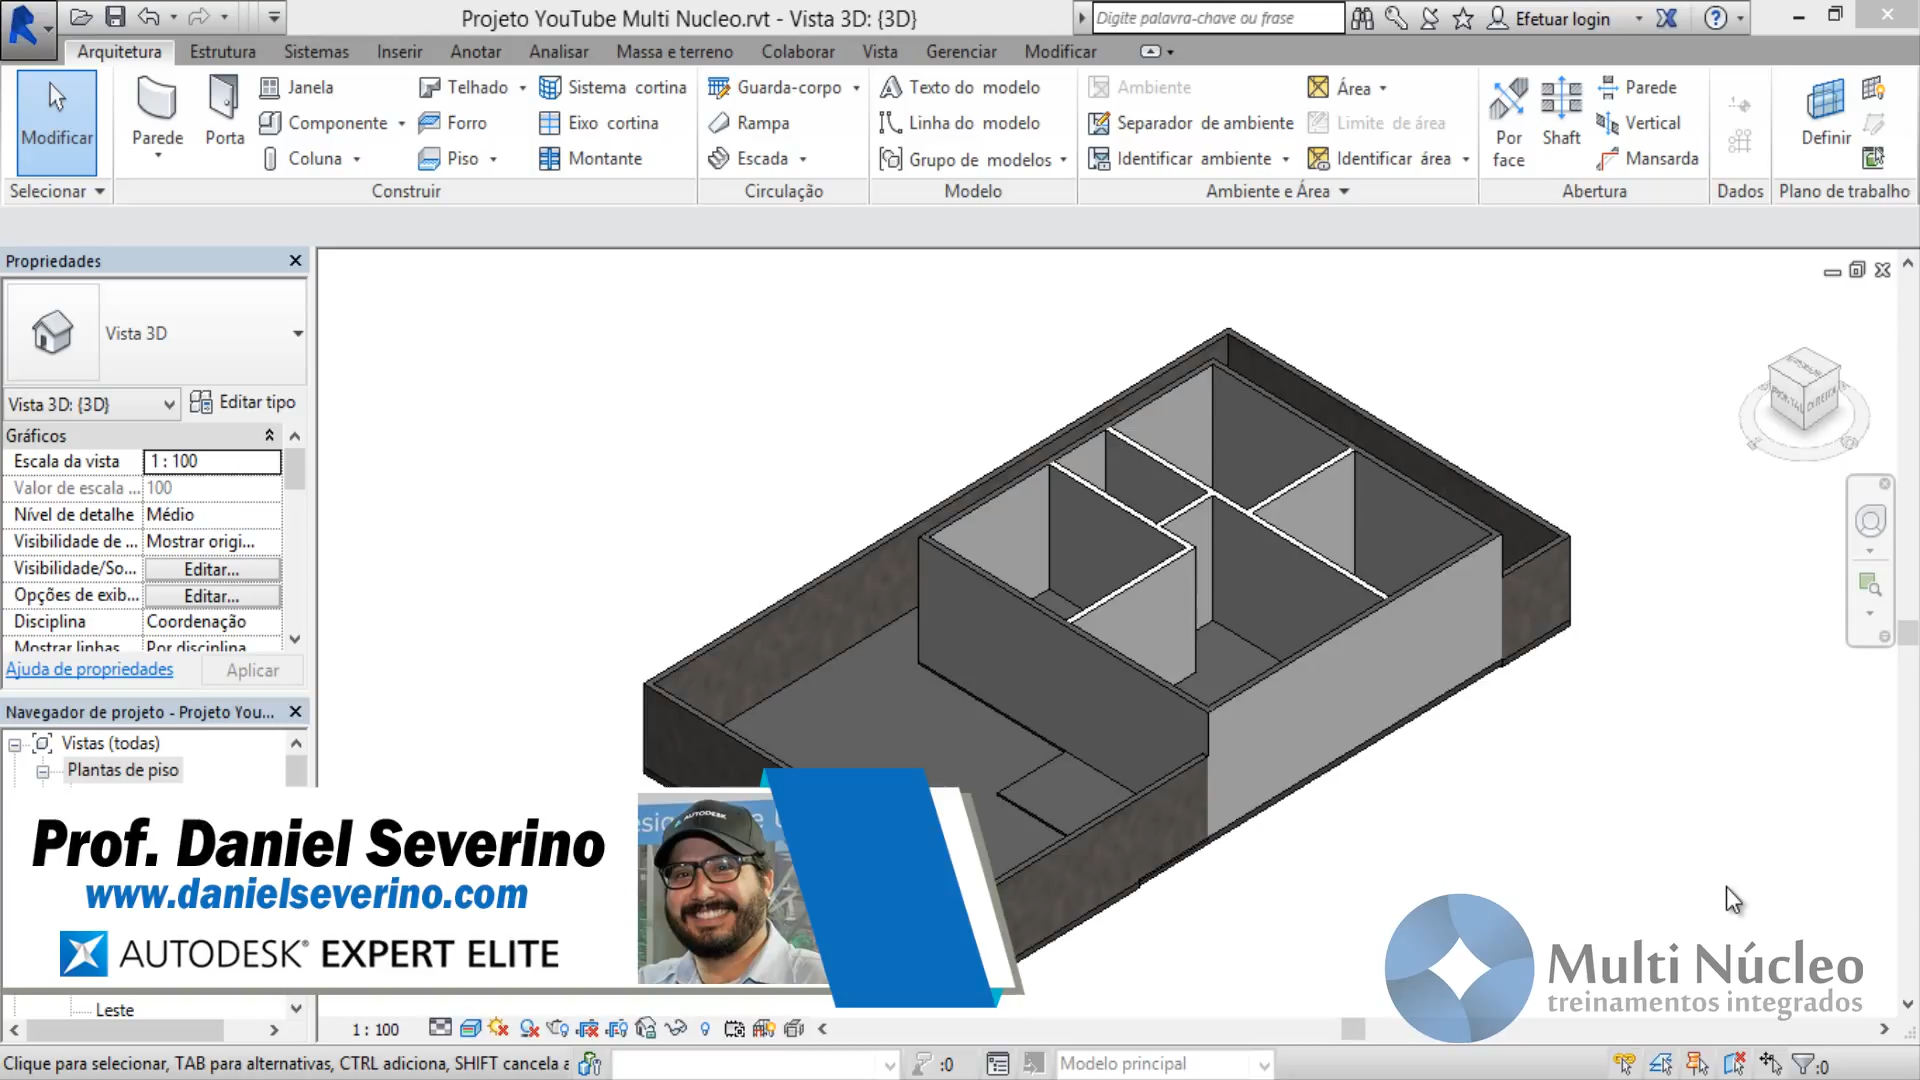 Projeto YouTube Multi Nucleo.rvt - Vista 3D: {3D}
Digite palavra-chave ou frase
Efetuar login
Arquitetura Estrutura Sistemas Inserir Anotar Analisar Massa e terreno Colaborar Vista Gerenciar Modificar
Modificar
Parede
Porta
Janela
Componente
Coluna
Telhado
Forro
Piso
Sistema cortina
Eixo cortina
Montante
Guarda-corpo
Rampa
Escada
Texto do modelo
Linha do modelo
Grupo de modelos
Ambiente
Separador de ambiente
Identificar ambiente
Área
Limite de área
Identificar área
Por face
Shaft
Parede
Vertical
Mansarda
Definir
Selecionar Construir Circulação Modelo Ambiente e Área Abertura Dados Plano de trabalho
Propriedades
Vista 3D
Vista 3D: {3D} Editar tipo
Gráficos
Escala da vista 1 : 100
Valor de escala ... 100
Nível de detalhe Médio
Visibilidade de ... Mostrar origi...
Visibilidade/So... Editar...
Opções de exib... Editar...
Disciplina Coordenação
Mostrar linhas Por disciplina
Ajuda de propriedades Aplicar
Navegador de projeto - Projeto You...
Vistas (todas)
Plantas de piso
Prof. Daniel Severino
www.danielseverino.com
AUTODESK® EXPERT ELITE
AUTODESK
Leste
Multi Núcleo
treinamentos integrados
1 : 100
Clique para selecionar, TAB para alternativas, CTRL adiciona, SHIFT cancela a
:0
Modelo principal
:0